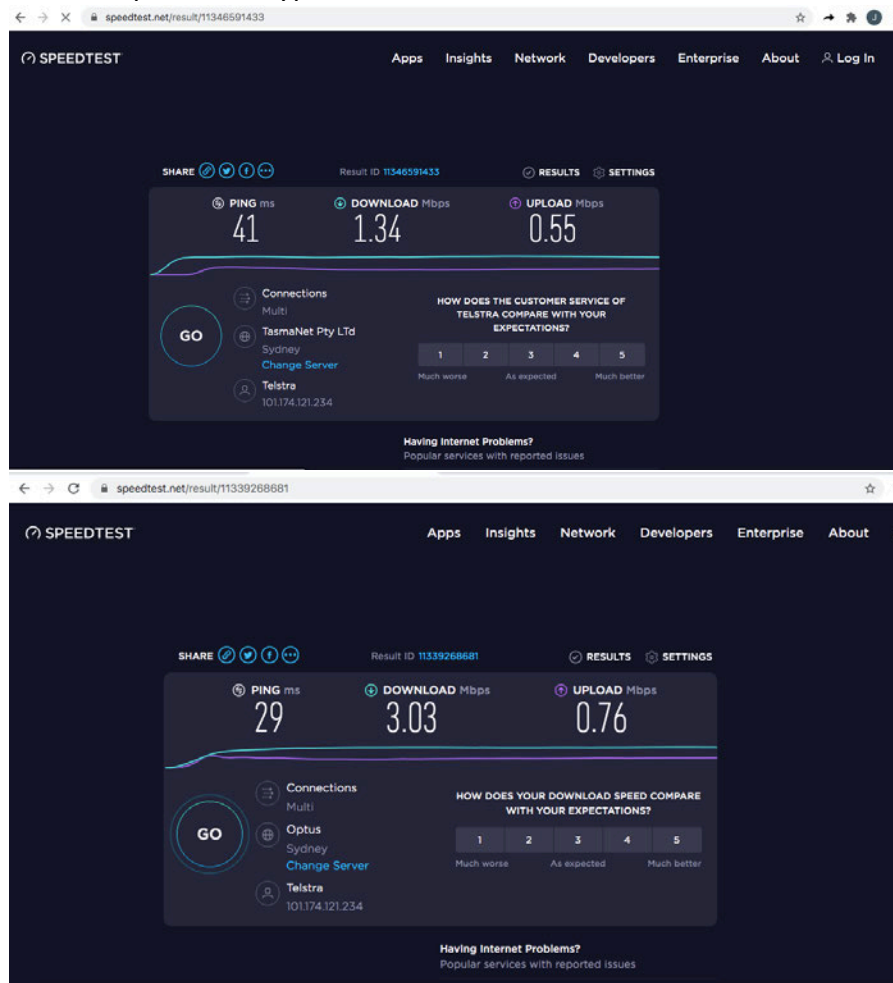 speedtest.net/result/11346591433
SPEEDTEST Apps Insights Network Developers Enterprise About Log In
SHARE Result ID 11346591433 RESULTS SETTINGS
PING ms DOWNLOAD Mbps UPLOAD Mbps
41 1.34 0.55
Connections
Multi
TasmaNet Pty LTd
Sydney
Change Server
Telstra
101.174.121.234
GO
HOW DOES THE CUSTOMER SERVICE OF
TELSTRA COMPARE WITH YOUR
EXPECTATIONS?
1 2 3 4 5
Much worse As expected Much better
Having Internet Problems?
Popular services with reported issues
speedtest.net/result/11339268681
SPEEDTEST Apps Insights Network Developers Enterprise About
SHARE Result ID 11339268681 RESULTS SETTINGS
PING ms DOWNLOAD Mbps UPLOAD Mbps
29 3.03 0.76
Connections
Multi
Optus
Sydney
Change Server
Telstra
101.174.121.234
GO
HOW DOES YOUR DOWNLOAD SPEED COMPARE
WITH YOUR EXPECTATIONS?
1 2 3 4 5
Much worse As expected Much better
Having Internet Problems?
Popular services with reported issues